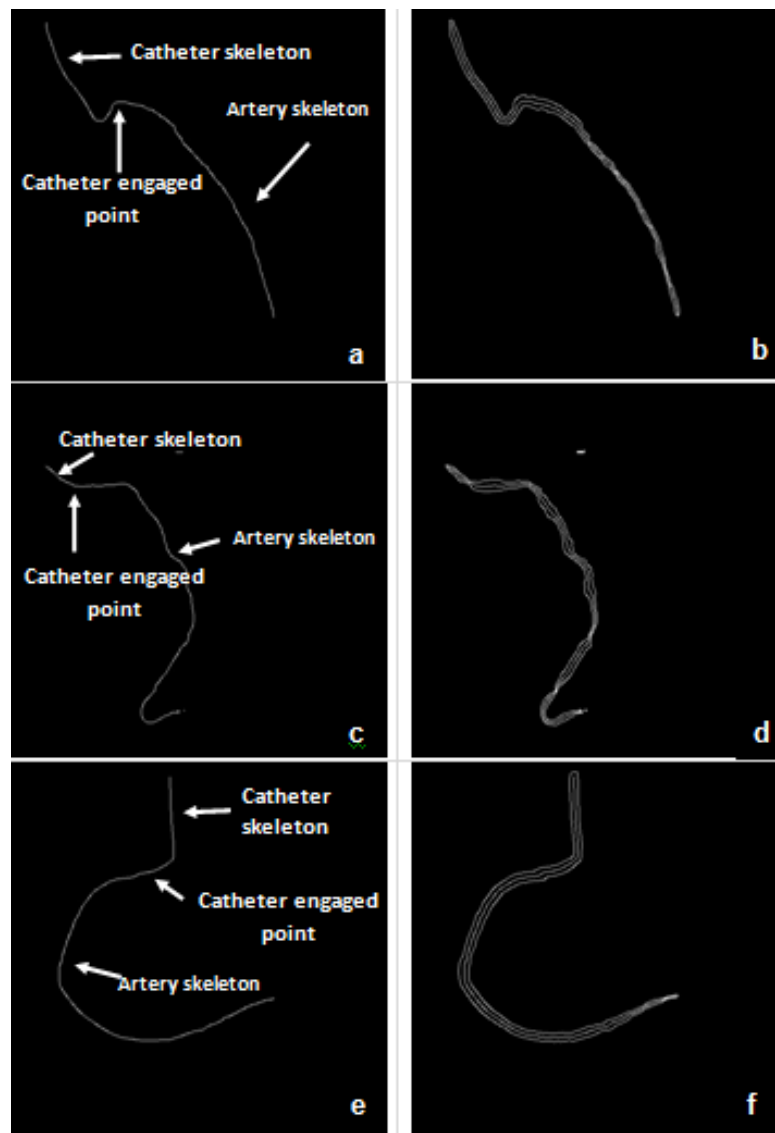 Catheter skeleton
Artery skeleton
Catheter engaged
point
a
b
Catheter skeleton
Artery skeleton
Catheter engaged
point
c
d
Catheter
skeleton
Catheter engaged
point
Artery skeleton
e
f